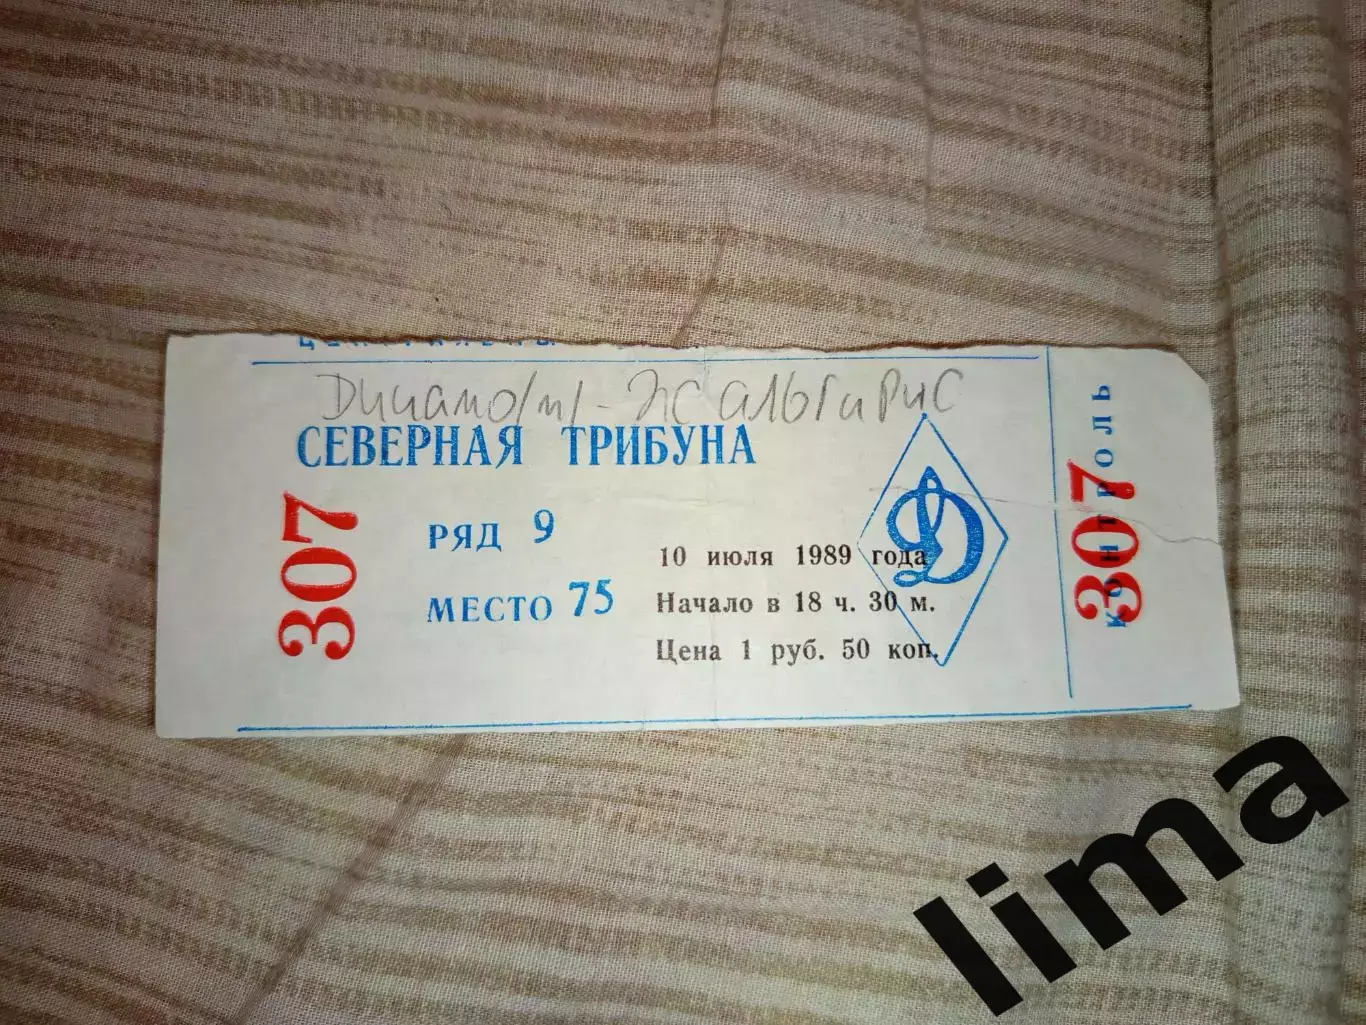 Динамо/м/ - Жальгирис
СЕВЕРНАЯ ТРИБУНА
307
РЯД 9
МЕСТО 75
10 июля 1989 года
Начало в 18 ч. 30 м.
Цена 1 руб. 50 коп.
Д
контроль
307
lima